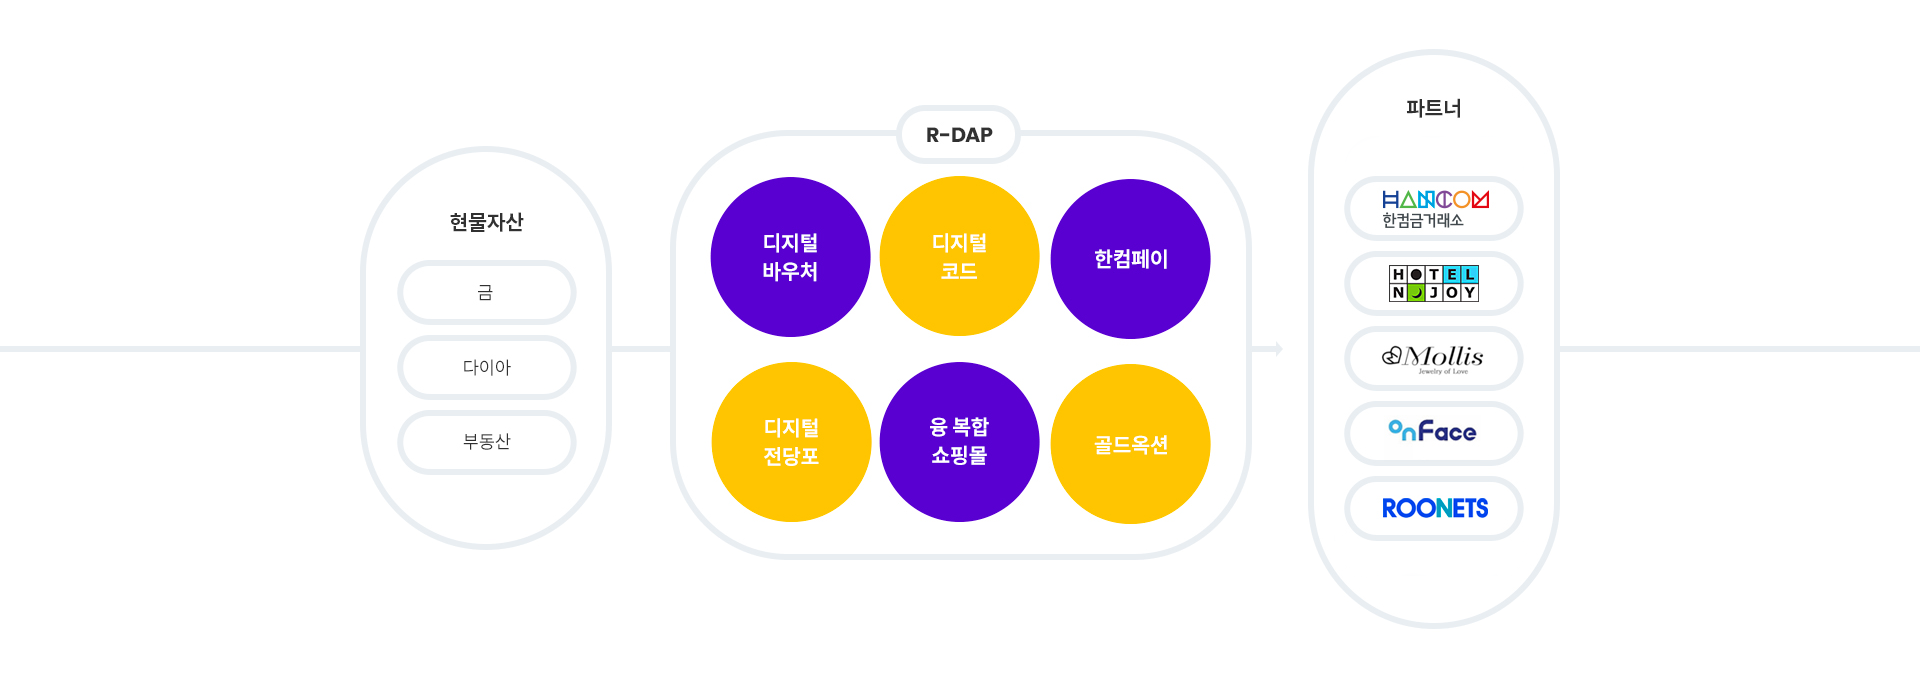 현물자산
금
다이아
부동산
R-DAP
디지털
바우처
디지털
코드
한컴페이
디지털
전당포
융 복합
쇼핑몰
골드옥션
파트너
HANCOM
한컴금거래소
HOTEL
NOJOY
Mollis
Jewelry of Love
onFace
ROONETS